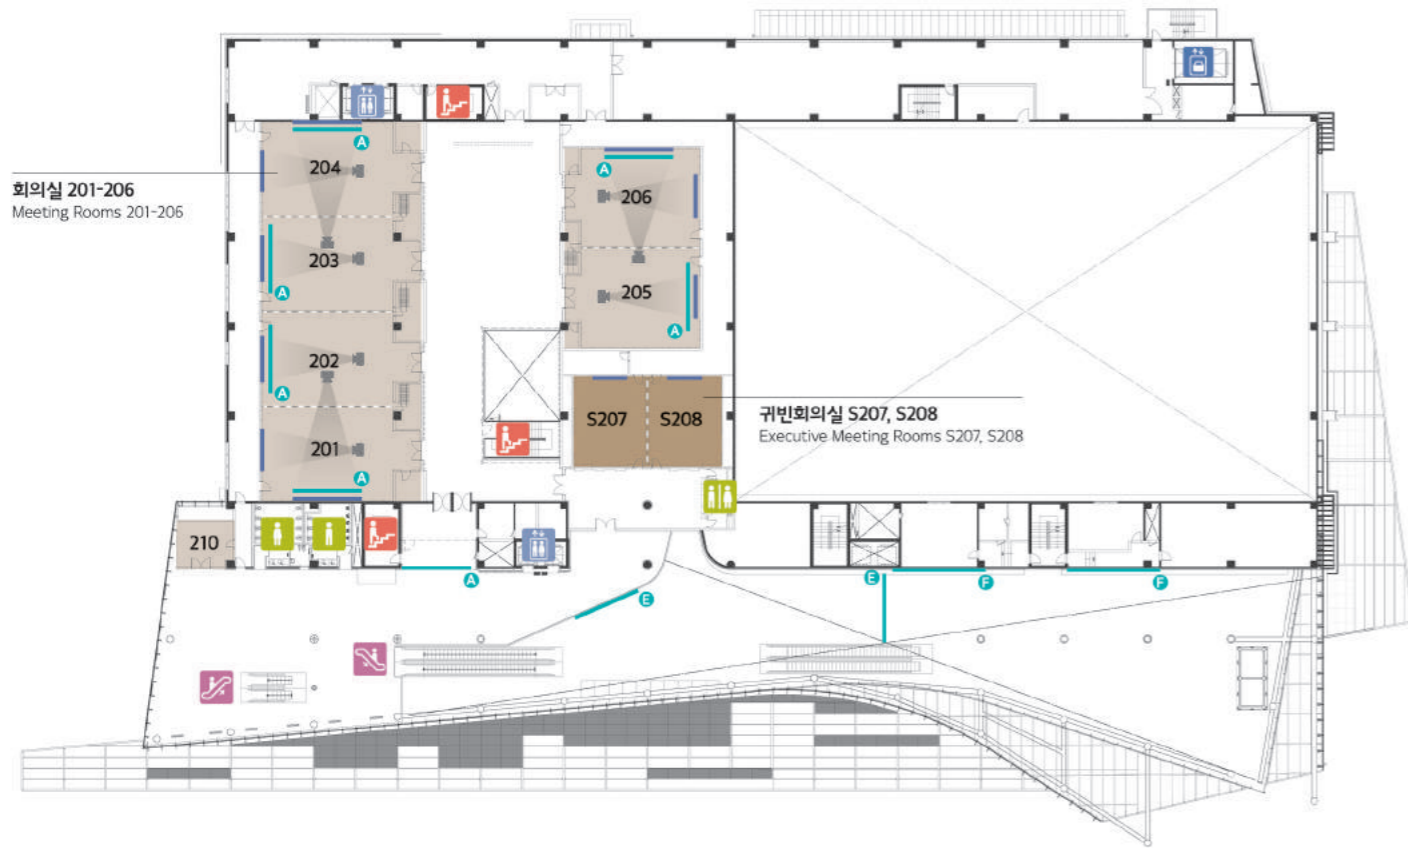 204
A
206
A
회의실 201-206
Meeting Rooms 201-206
203
A
205
A
202
A
S207
S208
귀빈회의실 S207, S208
Executive Meeting Rooms S207, S208
201
A
210
A
E
E
F
F